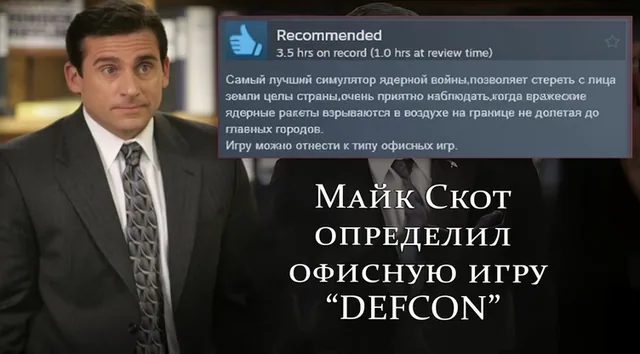 Recommended
3.5 hrs on record (1.0 hrs at review time)
Самый лучший симулятор ядерной войны,позволяет стереть с лица
земли целы страны,очень приятно наблюдать,когда вражеские
ядерные ракеты взрываются в воздухе на границе не долетая до
главных городов.
Игру можно отнести к типу офисных игр.
Майк Скот
определил
офисную игру
“DEFCON”